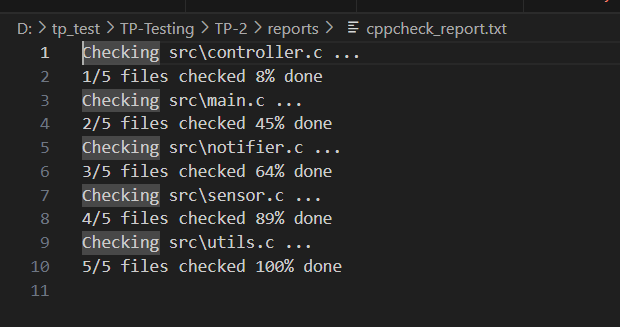 D: > tp_test > TP-Testing > TP-2 > reports > cppcheck_report.txt
1 Checking src\controller.c ...
2 1/5 files checked 8% done
3 Checking src\main.c ...
4 2/5 files checked 45% done
5 Checking src\notifier.c ...
6 3/5 files checked 64% done
7 Checking src\sensor.c ...
8 4/5 files checked 89% done
9 Checking src\utils.c ...
10 5/5 files checked 100% done
11